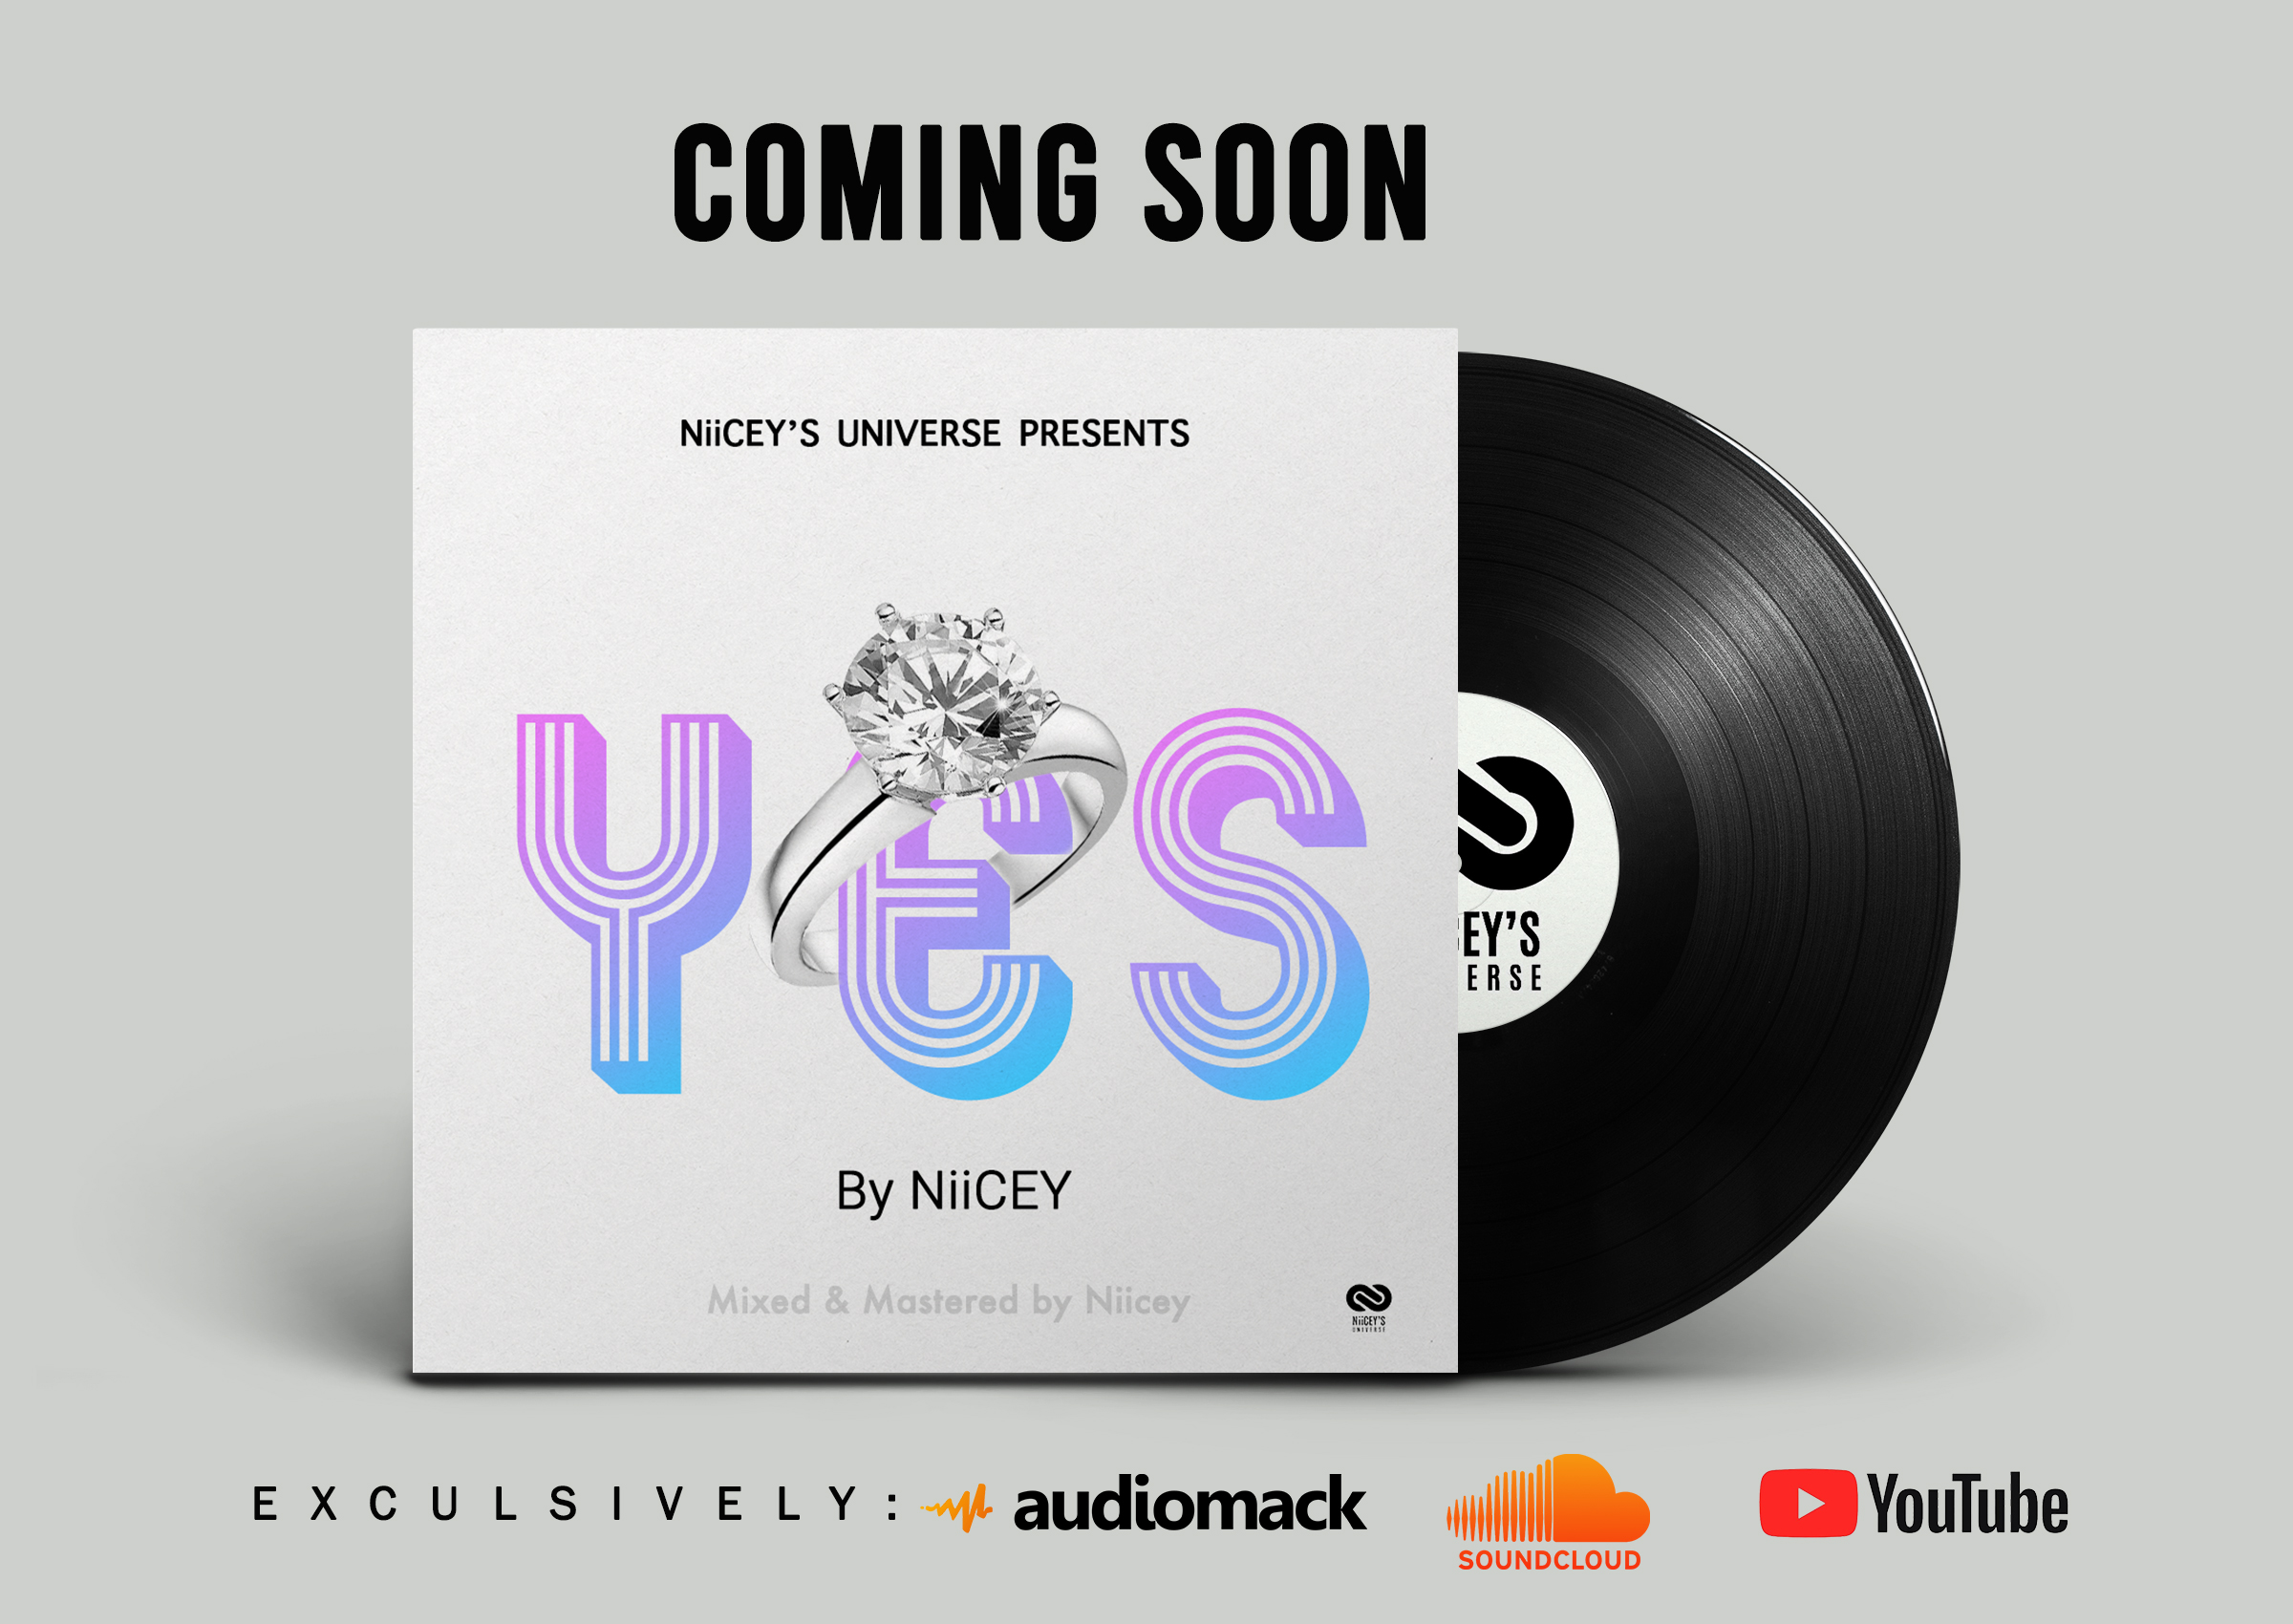 COMING SOON
NiiCEY’S UNIVERSE PRESENTS
YES
By NiiCEY
Mixed & Mastered by Niicey
NiiCEY'S
UNIVERSE
CEY’S
ERSE
EXCULSIVELY: audiomack
SOUNDCLOUD
YouTube